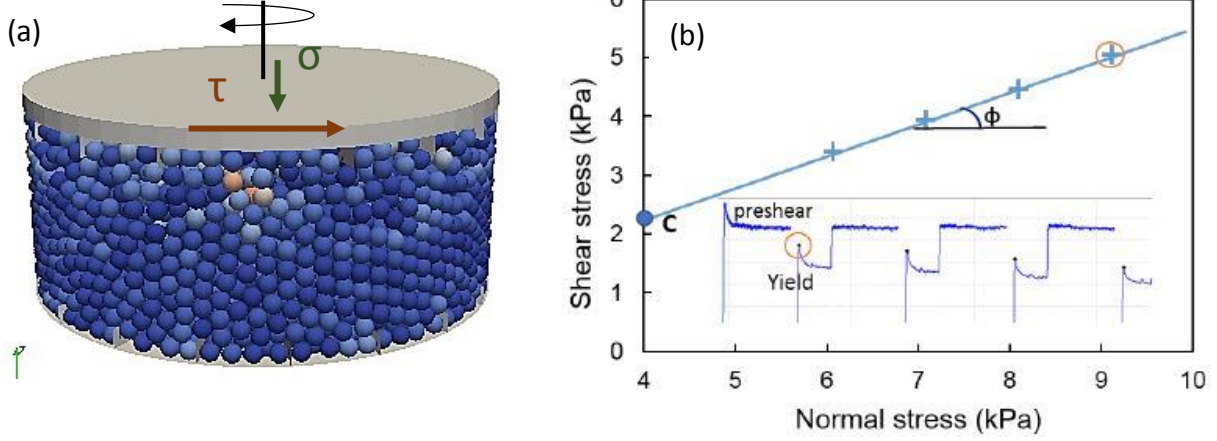 (a)
σ
τ
(b)
6
5
4
3
2
1
0
Shear stress (kPa)
ϕ
c
preshear
Yield
4 5 6 7 8 9 10
Normal stress (kPa)